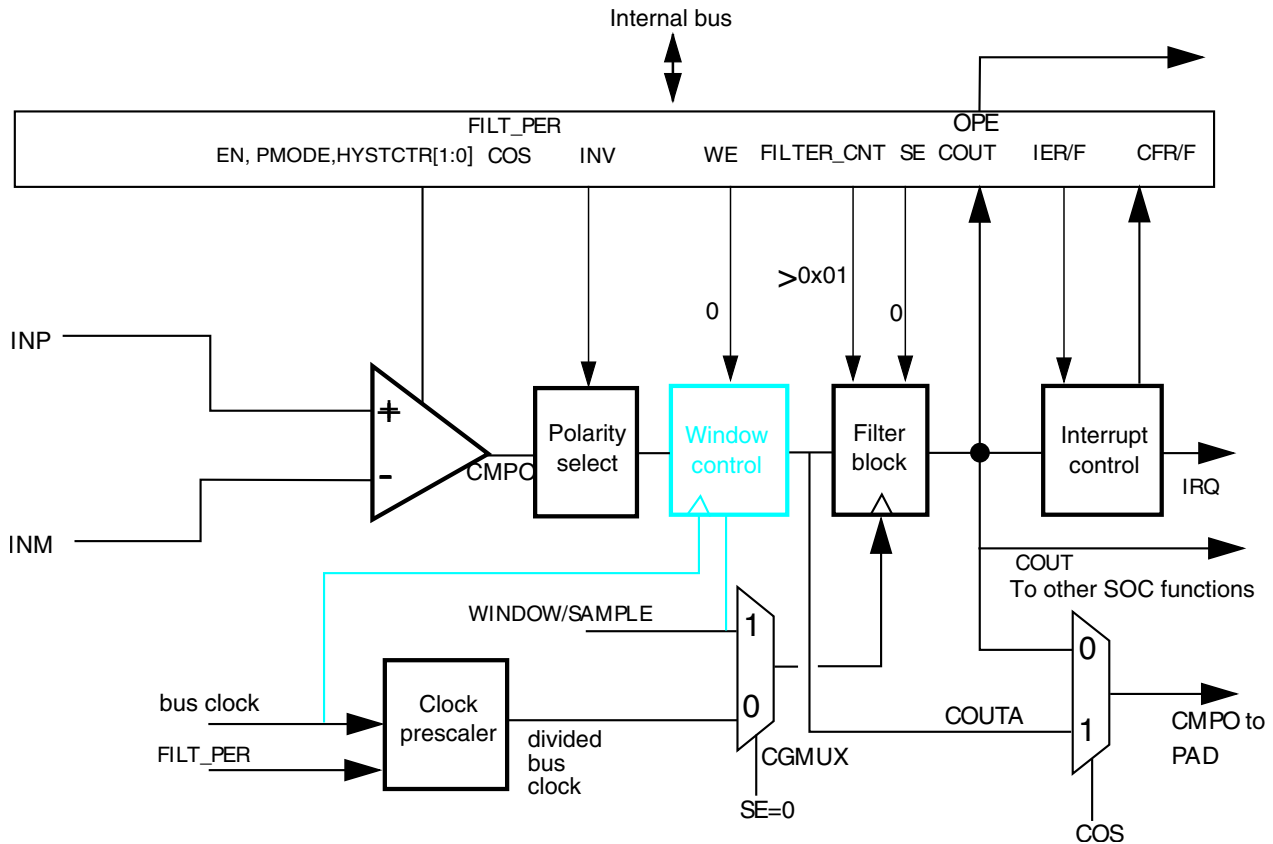 Internal bus
FILT_PER
OPE
EN, PMODE,HYSTCTR[1:0] COS INV WE FILTER_CNT SE COUT IER/F CFR/F
>0x01
0
0
INP
+
-
INM
CMPO
Polarity
select
Window
control
Filter
block
Interrupt
control
IRQ
COUT
To other SOC functions
WINDOW/SAMPLE
1
0
bus clock
FILT_PER
Clock
prescaler
divided
bus
clock
CGMUX
SE=0
COUTA
0
1
CMPO to
PAD
COS